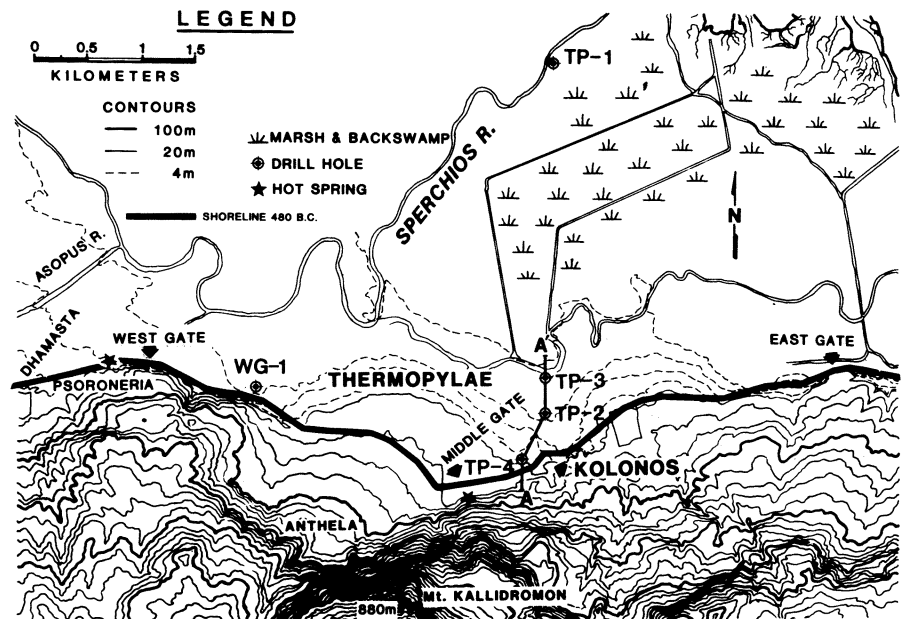 LEGEND
0 0.5 1 1.5
KILOMETERS
CONTOURS
100m
20m
4m
MARSH & BACKSWAMP
DRILL HOLE
HOT SPRING
SHORELINE 480 B.C.
TP-1
SPERCHIOS R.
N
ASOPUS R.
DHAMASTA
WEST GATE
EAST GATE
PSORONERIA
WG-1
THERMOPYLAE
A
TP-3
TP-2
MIDDLE GATE
TP-4
KOLONOS
A
ANTHELA
Mt. KALLIDROMON
880m